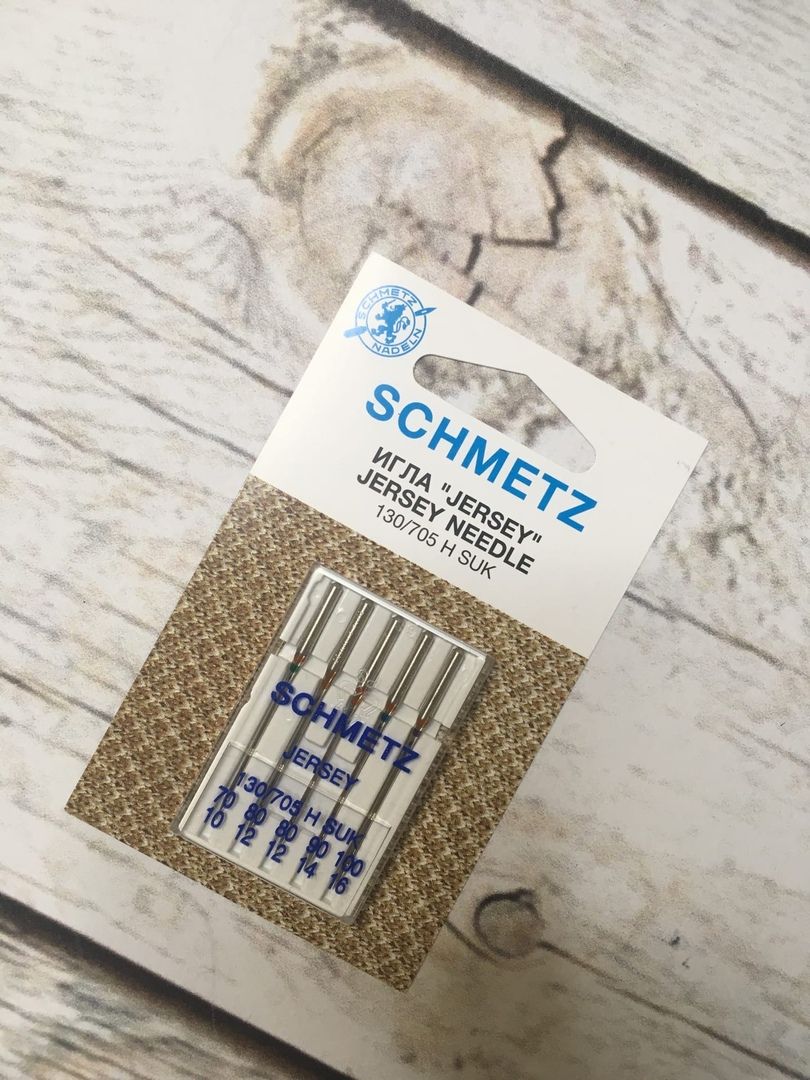 SCHMETZ
NADELN
SCHMETZ
ИГЛА "JERSEY"
JERSEY NEEDLE
130/705 H SUK
SCHMETZ
JERSEY
130/705 H SUK
70 80 80 90 100
10 12 12 14 16